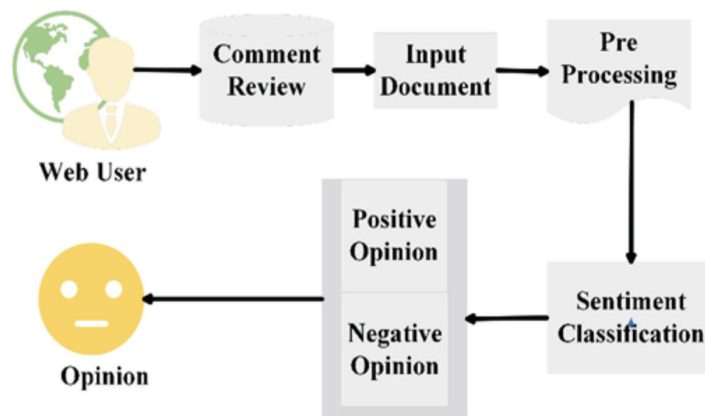 Comment
Review
Input
Document
Pre
Processing
Web User
Positive
Opinion
Negative
Opinion
Sentiment
Classification
Opinion